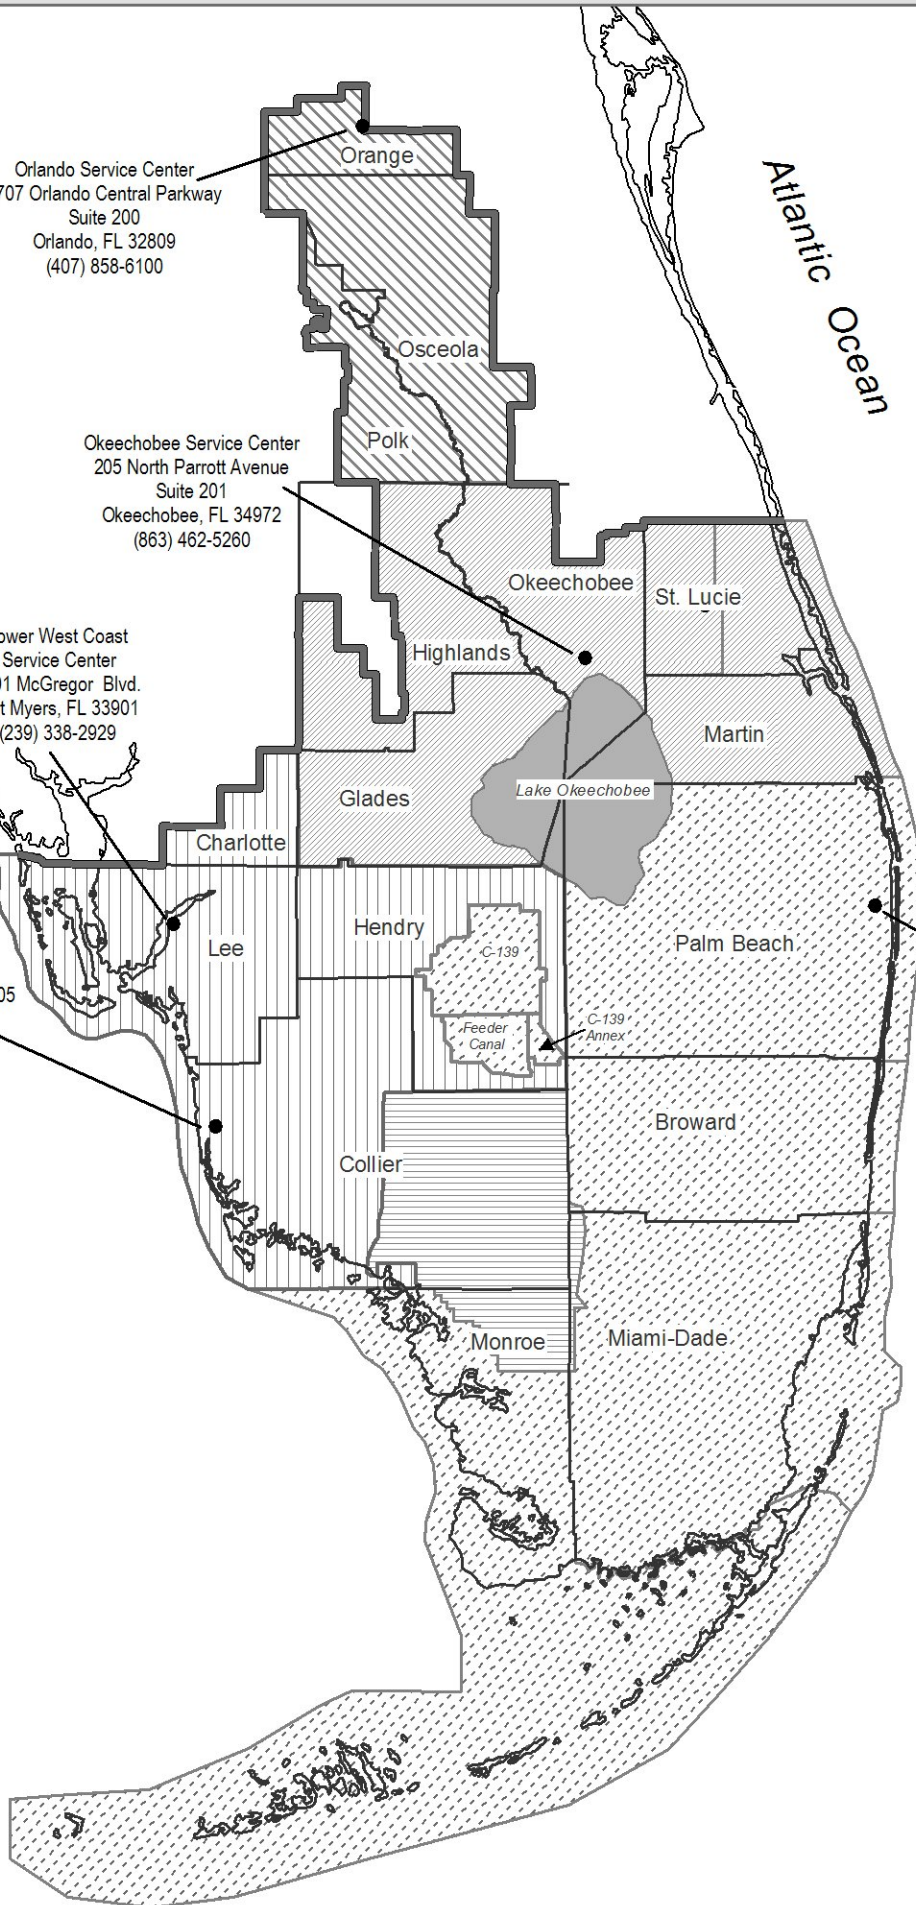 Orlando Service Center
707 Orlando Central Parkway
Suite 200
Orlando, FL 32809
(407) 858-6100
Orange
Atlantic Ocean
Osceola
Polk
Okeechobee Service Center
205 North Parrott Avenue
Suite 201
Okeechobee, FL 34972
(863) 462-5260
Okeechobee
St. Lucie
Highlands
ower West Coast
Service Center
01 McGregor Blvd.
t Myers, FL 33901
(239) 338-2929
Martin
Lake Okeechobee
Glades
Charlotte
Hendry
Lee
Palm Beach
C-139
05
Feeder
Canal
C-139
Annex
Broward
Collier
Monroe
Miami-Dade